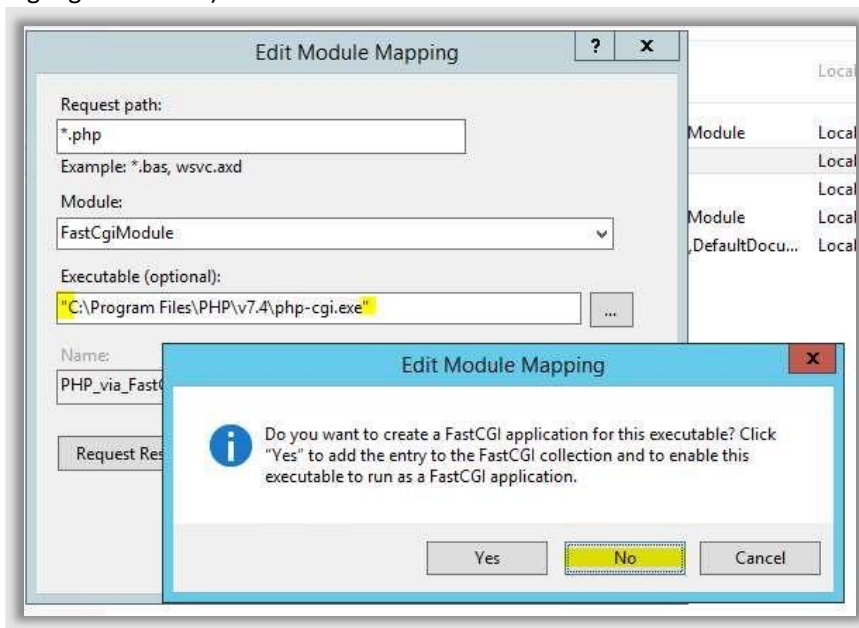 Edit Module Mapping
? x
Local
Request path:
*.php
Module Local
Example: *.bas, wsvc.axd
Local
Module:
Local
FastCgiModule
Module Local
,DefaultDocu... Local
Executable (optional):
"C:\Program Files\PHP\v7.4\php-cgi.exe"
...
Name:
PHP_via_Fast
Request Res
Edit Module Mapping
x
Do you want to create a FastCGI application for this executable? Click
"Yes" to add the entry to the FastCGI collection and to enable this
executable to run as a FastCGI application.
Yes No Cancel